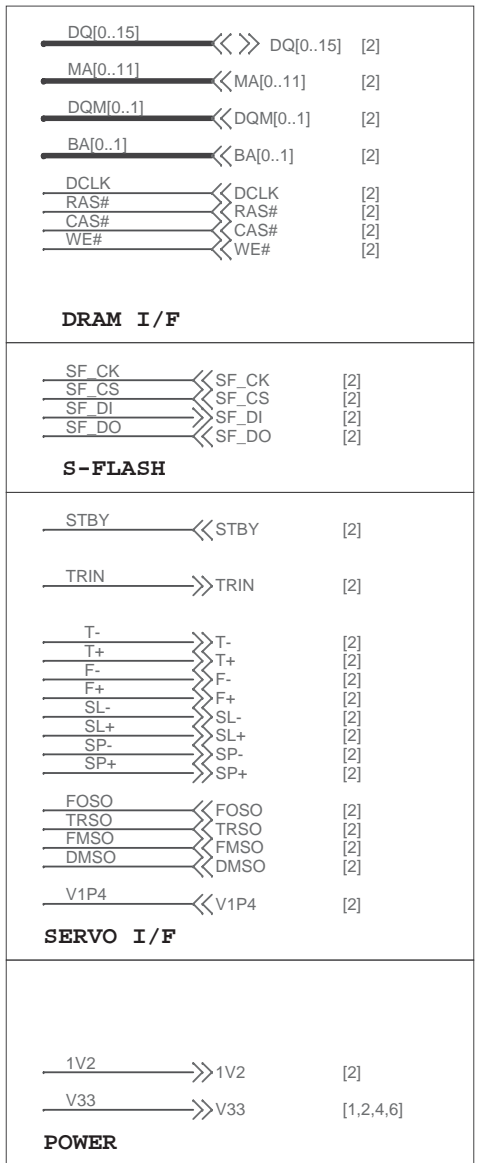 DQ[0..15] DQ[0..15] [2]
MA[0..11] MA[0..11] [2]
DQM[0..1] DQM[0..1] [2]
BA[0..1] BA[0..1] [2]
DCLK DCLK [2]
RAS# RAS# [2]
CAS# CAS# [2]
WE# WE# [2]
DRAM I/F
SF_CK SF_CK [2]
SF_CS SF_CS [2]
SF_DI SF_DI [2]
SF_DO SF_DO [2]
S-FLASH
STBY STBY [2]
TRIN TRIN [2]
T- T- [2]
T+ T+ [2]
F- F- [2]
F+ F+ [2]
SL- SL- [2]
SL+ SL+ [2]
SP- SP- [2]
SP+ SP+ [2]
FOSO FOSO [2]
TRSO TRSO [2]
FMSO FMSO [2]
DMSO DMSO [2]
V1P4 V1P4 [2]
SERVO I/F
1V2 1V2 [2]
V33 V33 [1,2,4,6]
POWER